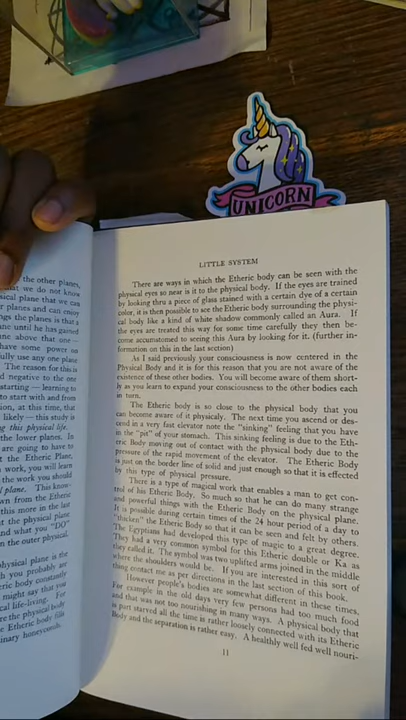 UNICORN
the other planes,
what we do not know
sical plane that we can
r planes and can enjoy
ngs the planes is that a
ne until he has gained
ne above that one—
have some power on
ully use any one plane
The reason for this is
d negative to the one
starting — learning to
to start with and from
ion, at this time, that
likely — this study is
ng this physical life.
the lower planes. In
are going to have to
t the Etheric Plane,
work, you will learn
the work you should
l plane. This know-
wn from the Etheric
this more in the last
t the physical plane
nd what you "DO"
n the outer physical.
hysical plane is the
h you probably are
eric body constantly
might say that you
cal life-living. For
ere the physical body
e Etheric body fills
inary honeycomb.
LITTLE SYSTEM
There are ways in which the Etheric body can be seen with the
physical eyes so near is it to the physical body. If the eyes are trained
by looking thru a piece of glass stained with a certain dye of a certain
color, it is then possible to see the Etheric body surrounding the physi-
cal body like a kind of white shadow commonly called an Aura. If
the eyes are treated this way for some time carefully they then be-
come accustomed to seeing this Aura by looking for it. (further in-
formation on this in the last section)
As I said previously your consciousness is now centered in the
Physical Body and it is for this reason that you are not aware of the
existence of these other bodies. You will become aware of them short-
ly as you learn to expand your consciousness to the other bodies each
in turn.
The Etheric body is so close to the physical body that you
can become aware of it physically. The next time you ascend or des-
cend in a very fast elevator note the "sinking" feeling that you have
in the "pit" of your stomach. This sinking feeling is due to the Eth-
eric Body moving out of contact with the physical body due to the
pressure of the rapid movement of the elevator. The Etheric Body
is just on the border line of solid and just enough so that it is effected
by this type of physical pressure.
There is a type of magical work that enables a man to get con-
trol of his Etheric Body. So much so that he can do many strange
and powerful things with the Etheric Body on the physical plane.
It is possible during certain times of the 24 hour period of a day to
"thicken" the Etheric Body so that it can be seen and felt by others.
The Egyptians had developed this type of magic to a great degree.
They had a very common symbol for this Etheric double or Ka as
they called it. The symbol was two uplifted arms joined in the middle
where the shoulders would be. If you are interested in this sort of
thing contact me as per directions in the last section of this book.
However people's bodies are somewhat different in these times.
For example in the old days very few persons had too much food
and that was not too nourishing in many ways. A physical body that
is part starved all the time is rather loosely connected with its Etheric
Body and the separation is rather easy. A healthly well fed well nouri-
11